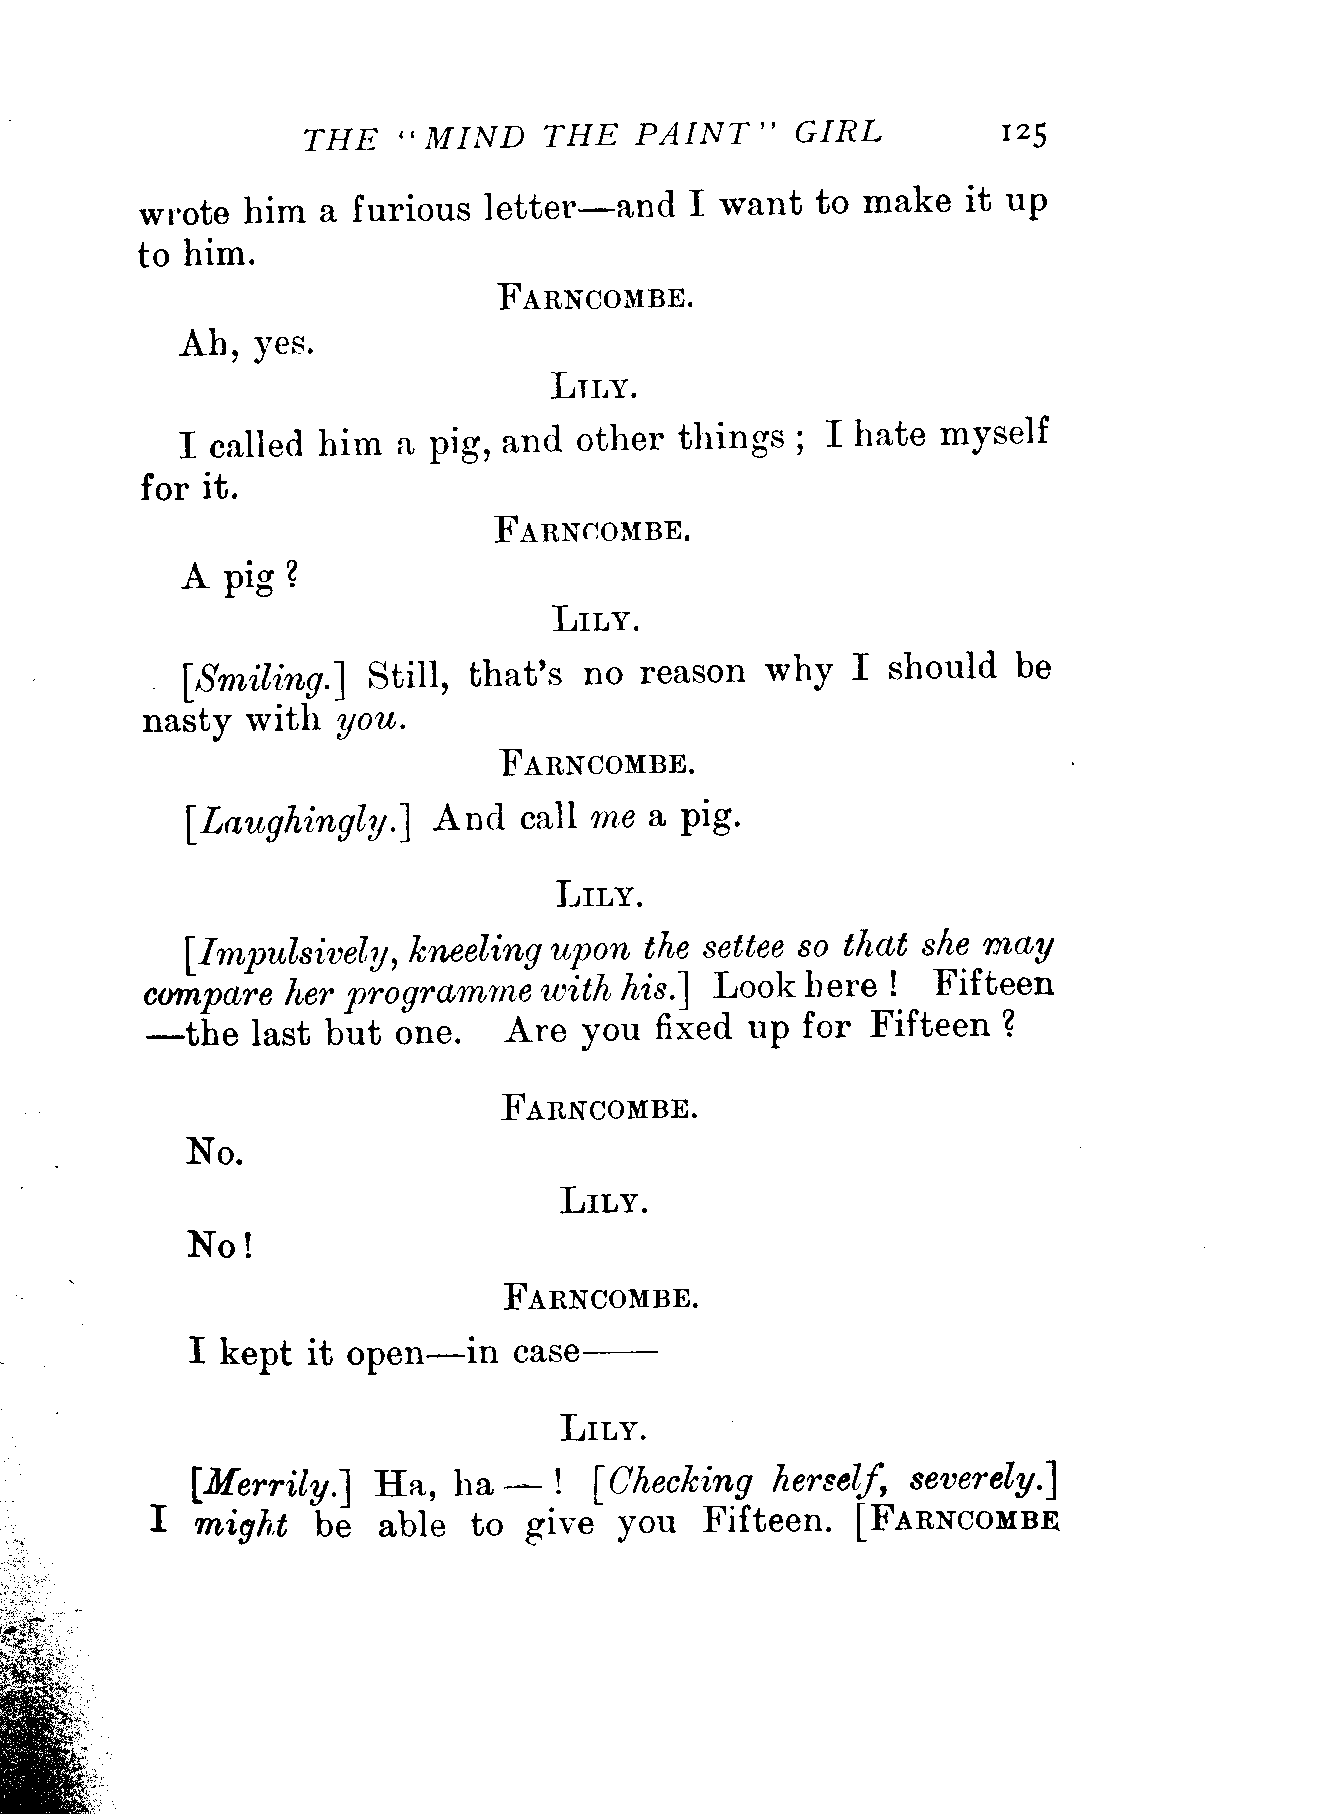 THE "MIND THE PAINT" GIRL 125
wrote him a furious letter—and I want to make it up
to him.
FARNCOMBE.
Ah, yes.
LILY.
I called him a pig, and other things ; I hate myself
for it.
FARNCOMBE.
A pig ?
LILY.
[Smiling.] Still, that's no reason why I should be
nasty with you.
FARNCOMBE.
[Laughingly.] And call me a pig.
LILY.
[Impulsively, kneeling upon the settee so that she may
compare her programme with his.] Look here ! Fifteen
—the last but one. Are you fixed up for Fifteen ?
FARNCOMBE.
No.
LILY.
No !
FARNCOMBE.
I kept it open—in case——
LILY.
[Merrily.] Ha, ha — ! [Checking herself, severely.]
I might be able to give you Fifteen. [FARNCOMBE